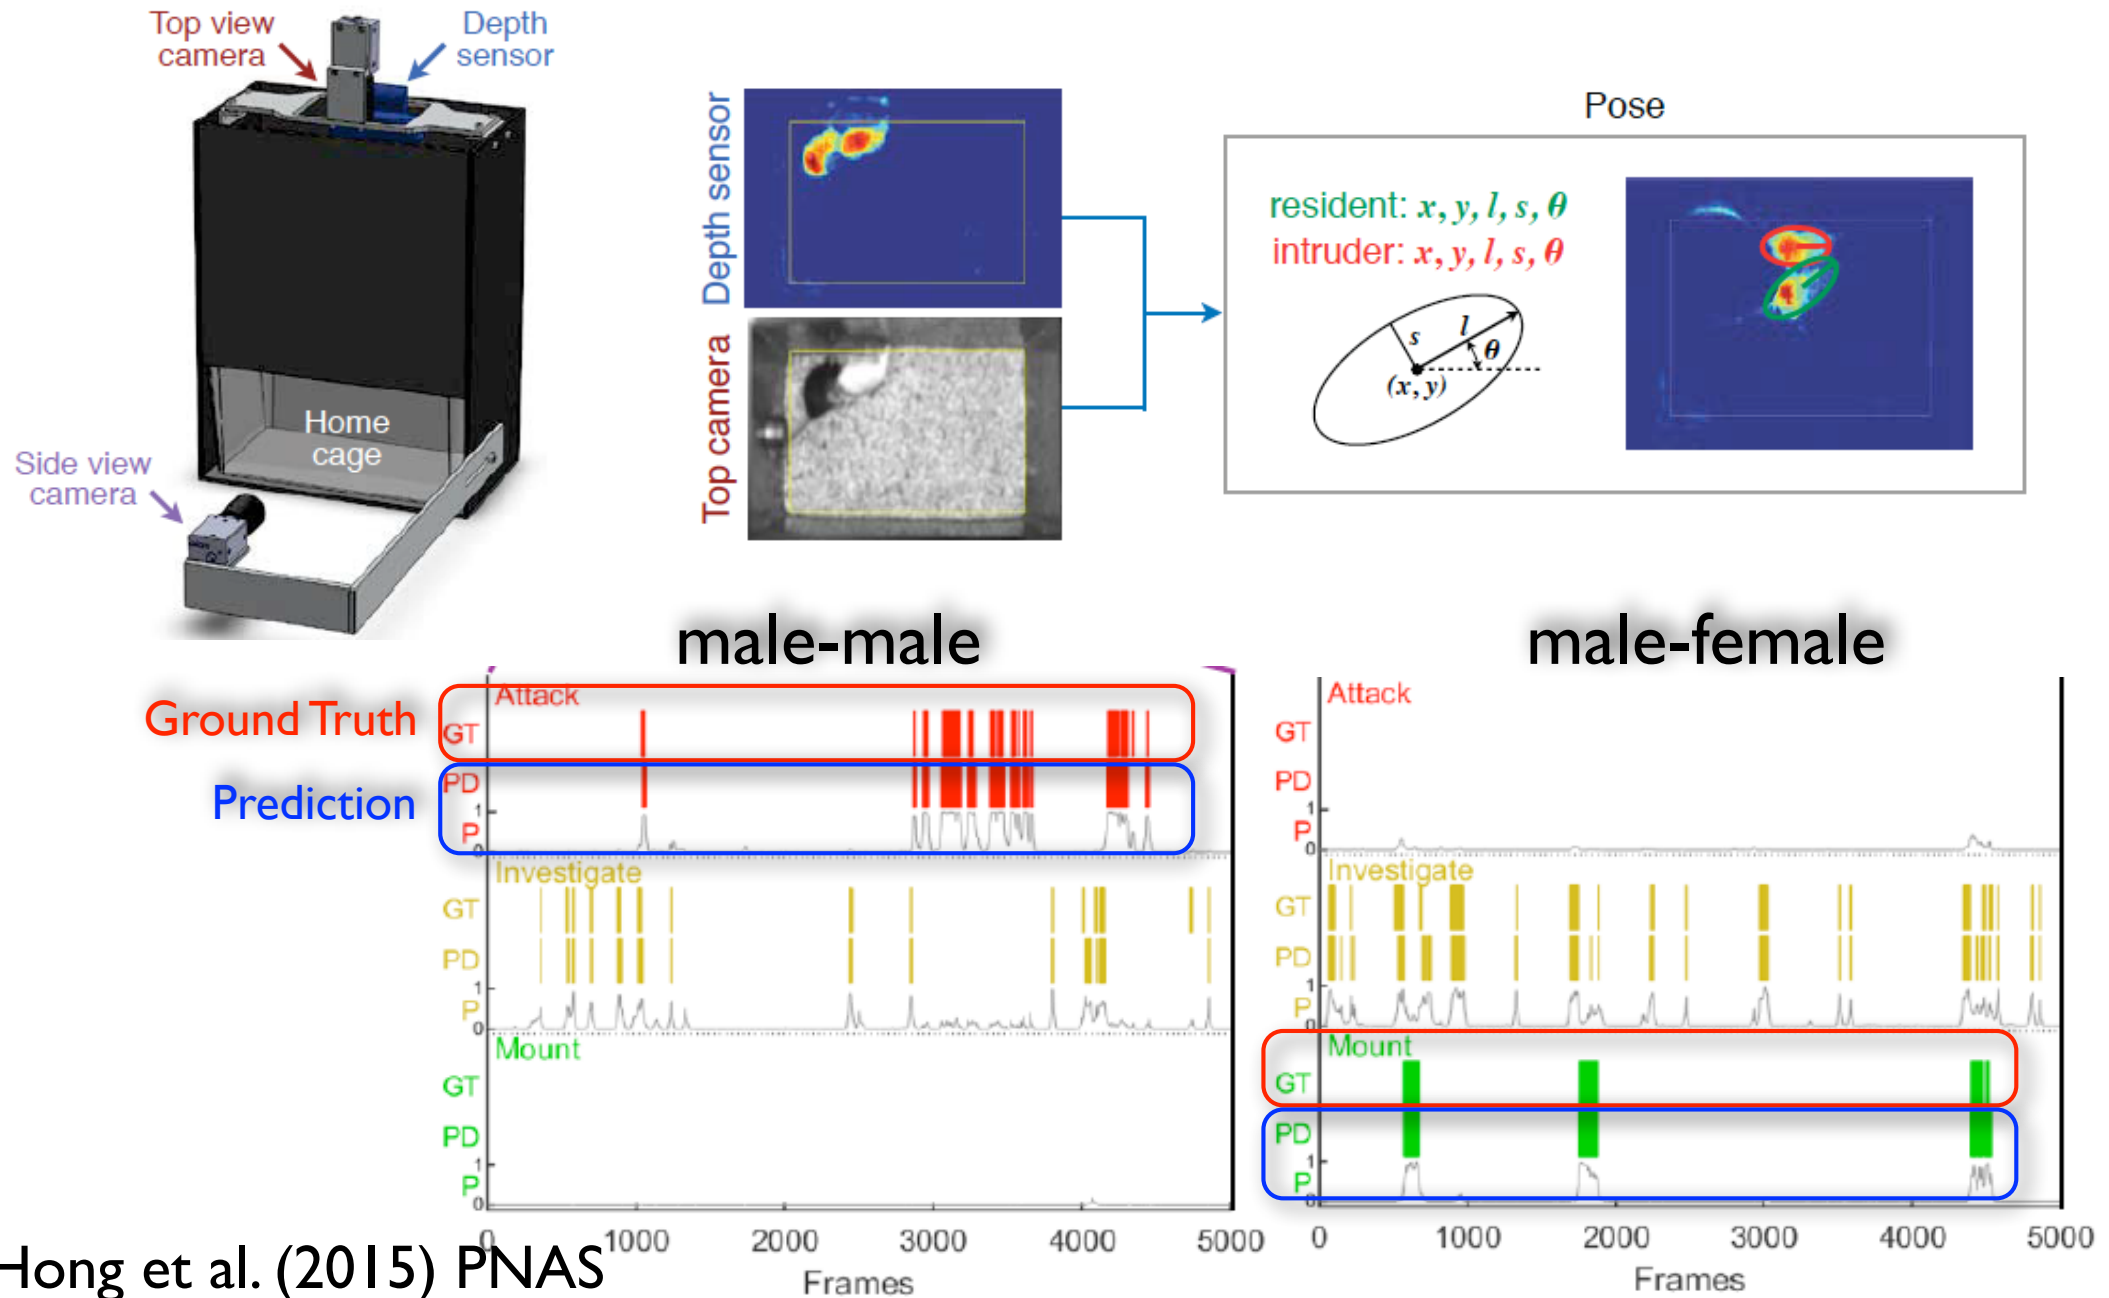 Top view
camera
Depth
sensor
Home
cage
Side view
camera
Depth sensor
Top camera
Pose
resident: x, y, l, s, θ
intruder: x, y, l, s, θ
s
l
θ
(x, y)
male-male
male-female
Ground Truth
Prediction
Attack
GT
PD
1
P
0
Investigate
GT
PD
1
P
0
Mount
GT
PD
1
P
0
0 1000 2000 3000 4000 5000
Frames
Attack
GT
PD
1
P
0
Investigate
GT
PD
1
P
0
Mount
GT
PD
1
P
0 1000 2000 3000 4000 5000
Frames
Hong et al. (2015) PNAS